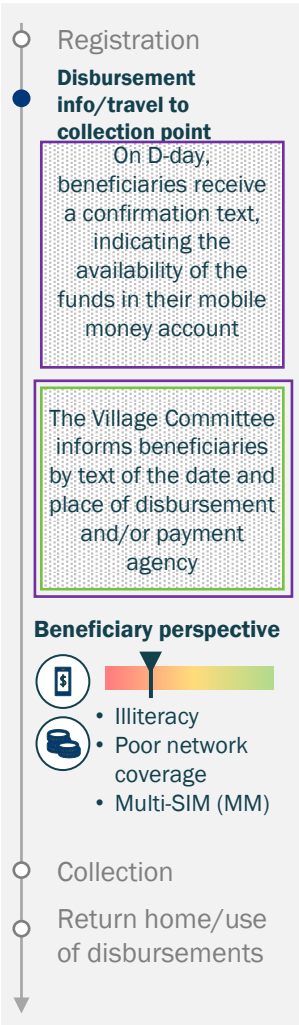 Registration
Disbursement
info/travel to
collection point
On D-day,
beneficiaries receive
a confirmation text,
indicating the
availability of the
funds in their mobile
money account
The Village Committee
informs beneficiaries
by text of the date and
place of disbursement
and/or payment
agency
Beneficiary perspective
$
• Illiteracy
• Poor network
coverage
• Multi-SIM (MM)
Collection
Return home/use
of disbursements